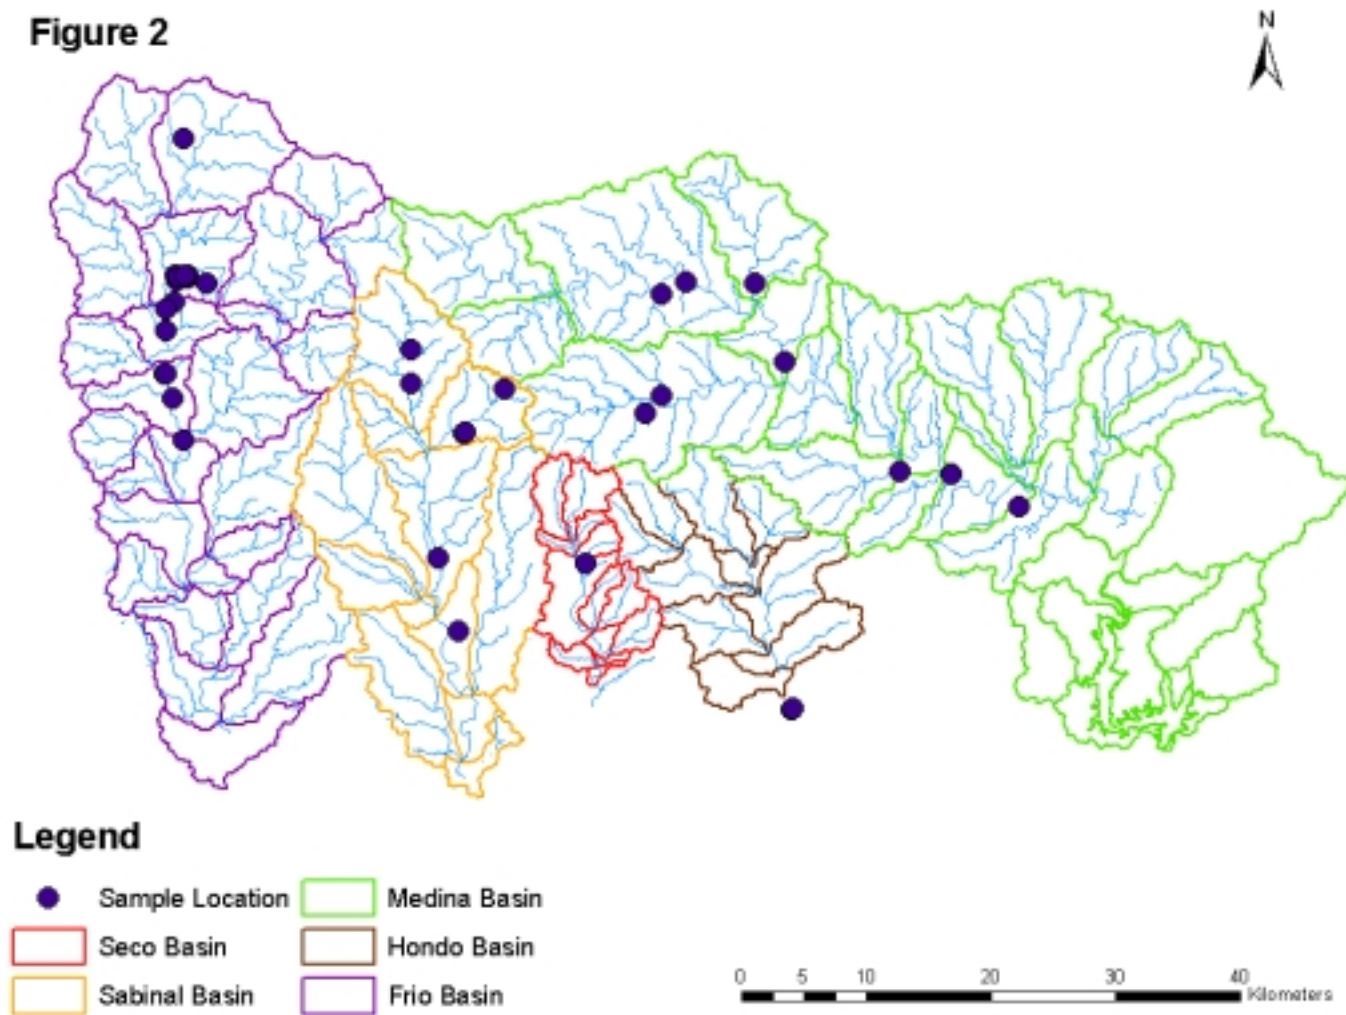 Figure 2
N
Legend
Sample Location
Medina Basin
Seco Basin
Hondo Basin
Sabinal Basin
Frio Basin
0 5 10 20 30 40
Kilometers